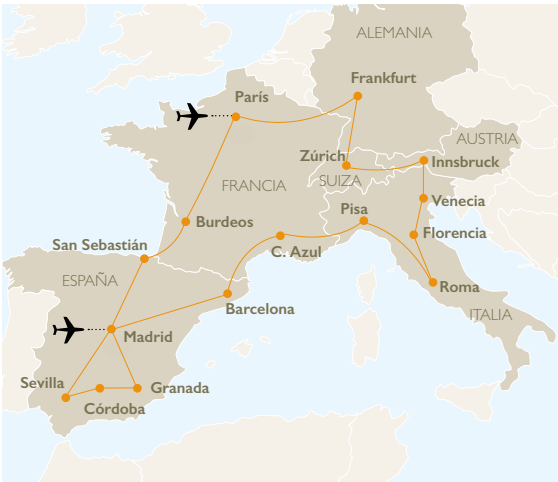 ALEMANIA
Frankfurt
París
AUSTRIA
Zúrich
Innsbruck
SUIZA
FRANCIA
Venecia
Pisa
Burdeos
Florencia
San Sebastián
C. Azul
ESPAÑA
Roma
Barcelona
ITALIA
Madrid
Sevilla
Granada
Córdoba